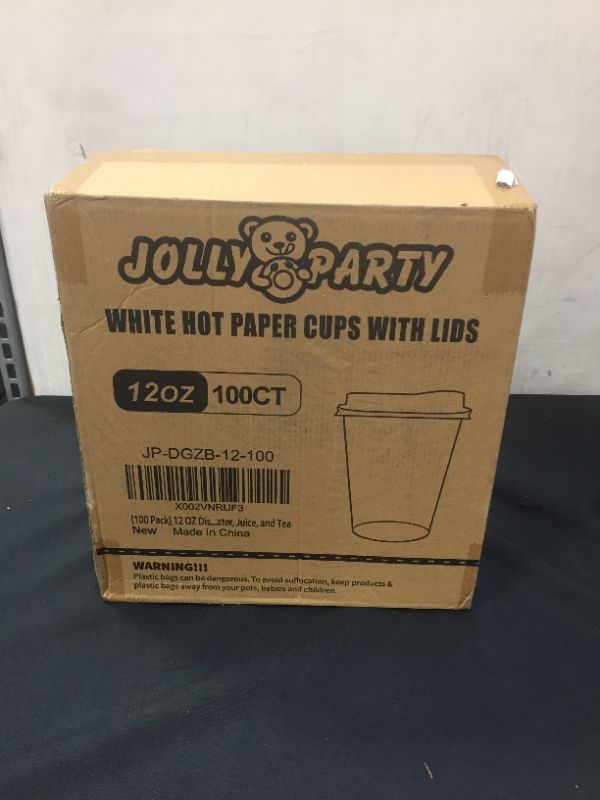 JOLLY PARTY
WHITE HOT PAPER CUPS WITH LIDS
12OZ 100CT
JP-DGZB-12-100
X002VNRUF3
[100 Pack] 12 OZ Dis...ater, Juice, and Tea
New Made In China
WARNING!!!
Plastic bags can be dangerous. To avoid suffocation, keep products &
plastic bags away from your pets, babies and children.